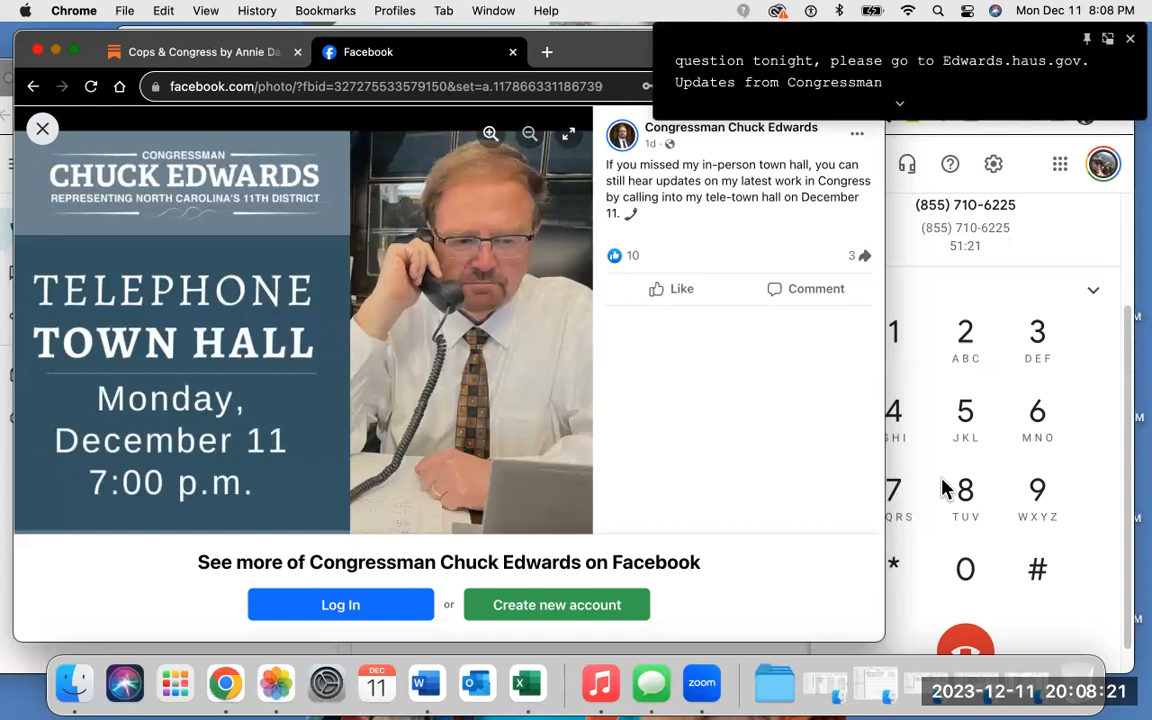 Chrome File Edit View History Bookmarks Profiles Tab Window Help Mon Dec 11 8:08 PM
Cops & Congress by Annie Da
Facebook
question tonight, please go to Edwards.haus.gov.
Updates from Congressman
facebook.com/photo/?fbid=327275533579150&set=a.117866331186739
CONGRESSMAN
CHUCK EDWARDS
REPRESENTING NORTH CAROLINA'S 11TH DISTRICT
TELEPHONE
TOWN HALL
Monday,
December 11
7:00 p.m.
Congressman Chuck Edwards
1d
If you missed my in-person town hall, you can
still hear updates on my latest work in Congress
by calling into my tele-town hall on December
11.
10
3
Like
Comment
See more of Congressman Chuck Edwards on Facebook
Log In
or
Create new account
(855) 710-6225
(855) 710-6225
51:21
1 2 3
ABC DEF
4 5 6
GHI JKL MNO
7 8 9
QRS TUV WXYZ
* 0 #
DEC
11
zoom
2023-12-11 20:08:21